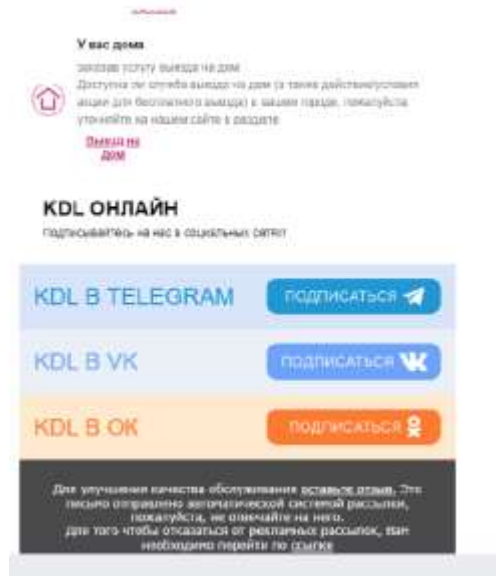 У вас дома
заказав услугу выезда на дом
Доступна ли служба выезда на дом (а также действие/условия
акции для бесплатного выезда) в вашем городе, пожалуйста,
уточняйте на нашем сайте в разделе
Выезд на
дом
KDL ОНЛАЙН
Подписывайтесь на нас в социальных сетях!
KDL В TELEGRAM
ПОДПИСАТЬСЯ
KDL В VK
ПОДПИСАТЬСЯ
KDL В ОК
ПОДПИСАТЬСЯ
Для улучшения качества обслуживания оставьте отзыв. Это
письмо отправлено автоматической системой рассылки,
пожалуйста, не отвечайте на него.
Для того чтобы отказаться от рекламных рассылок, Вам
необходимо перейти по ссылке